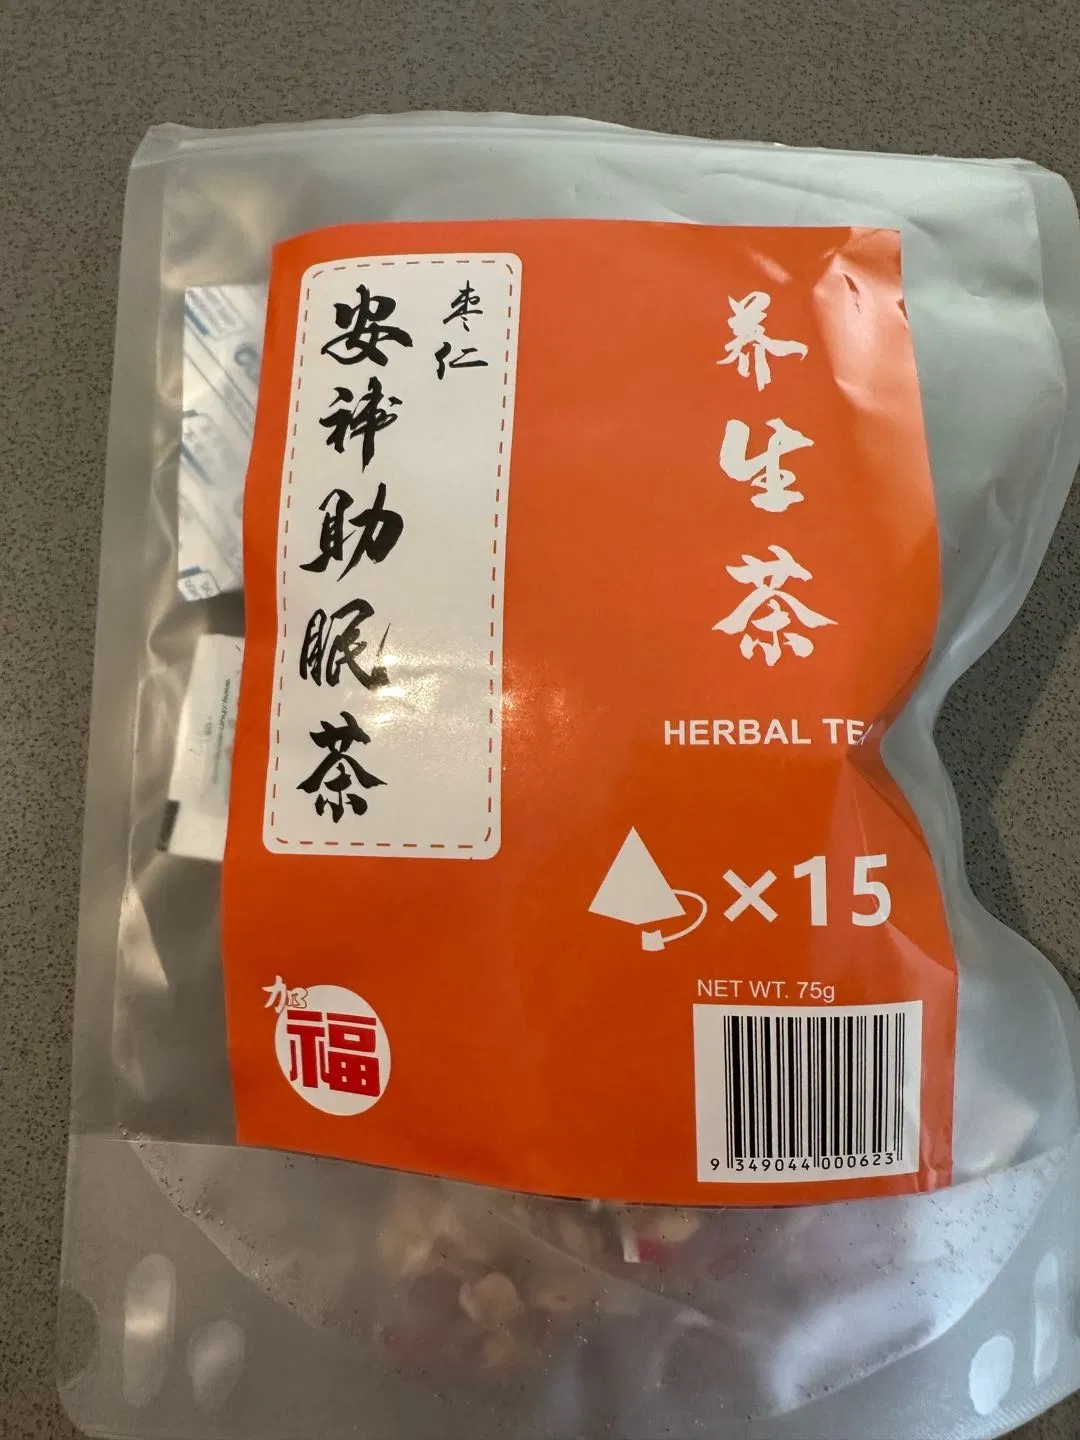 养生茶
枣仁
安神助眠茶
HERBAL TEA
×15
加福
NET WT. 75g
9 349044 000623